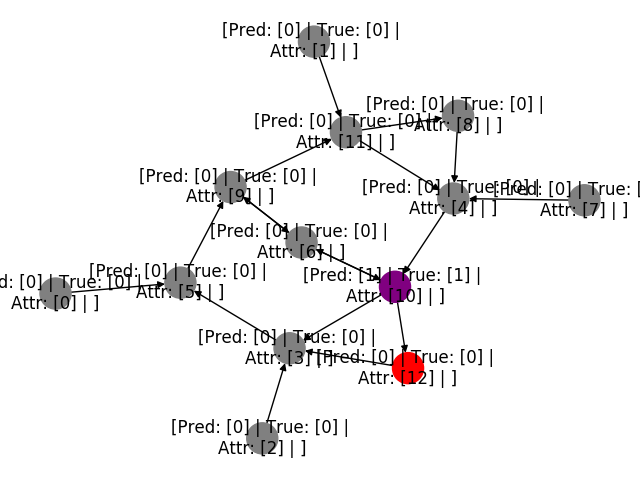 [Pred: [0] | True: [0] |
Attr: [1] | ]
[Pred: [0] | True: [0] |
Attr: [8] | ]
[Pred: [0] | True: [0] |
Attr: [11] | ]
[Pred: [0] | True: [0] |
Attr: [9] | ]
[Pred: [0] | True: [0] |
Attr: [4] | ]
[Pred: [0] | True: [
Attr: [7] | ]
[Pred: [0] | True: [0] |
Attr: [6] | ]
[Pred: [0] | True: [0] |
Attr: [5] | ]
d: [0] | True: [0] |
Attr: [0] | ]
[Pred: [1] | True: [1] |
Attr: [10] | ]
[Pred: [0] | True: [0] |
Attr: [3] | ]
[Pred: [0] | True: [0] |
Attr: [12] | ]
[Pred: [0] | True: [0] |
Attr: [2] | ]